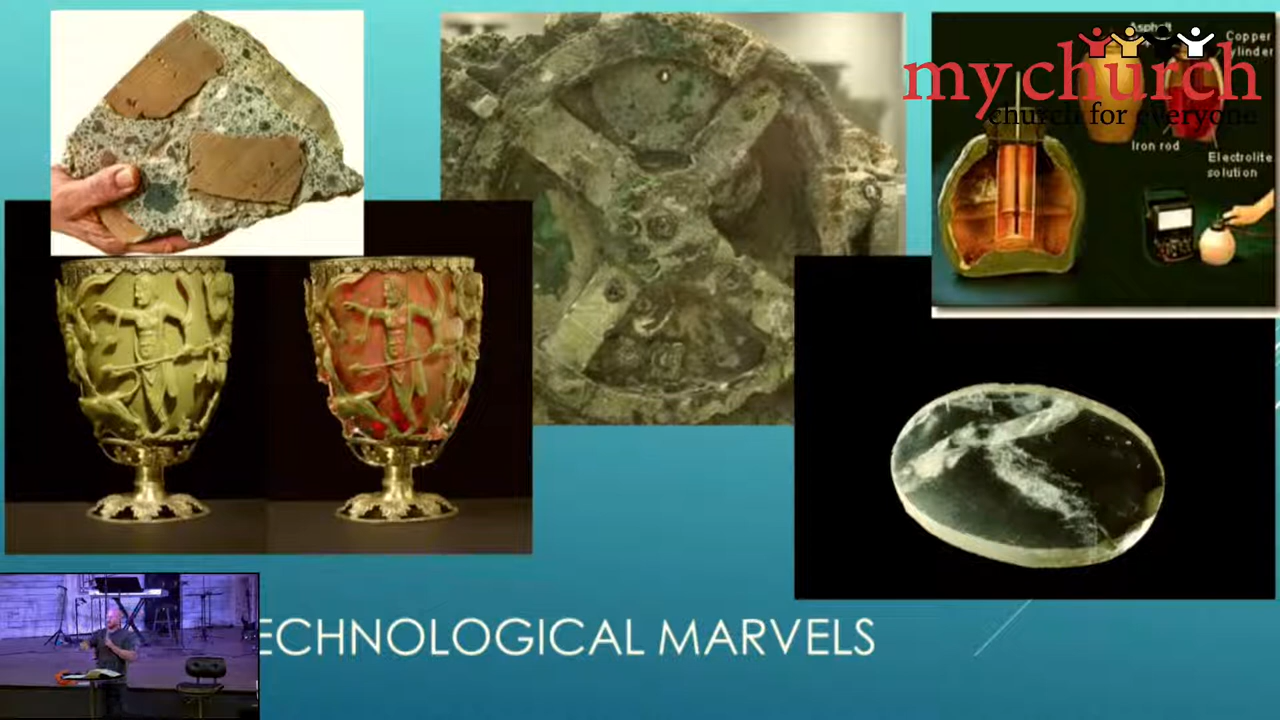 Asphalt
Copper
cylinder
mychurch
church for everyone
Iron rod
Electrolite
solution
ECHNOLOGICAL MARVELS